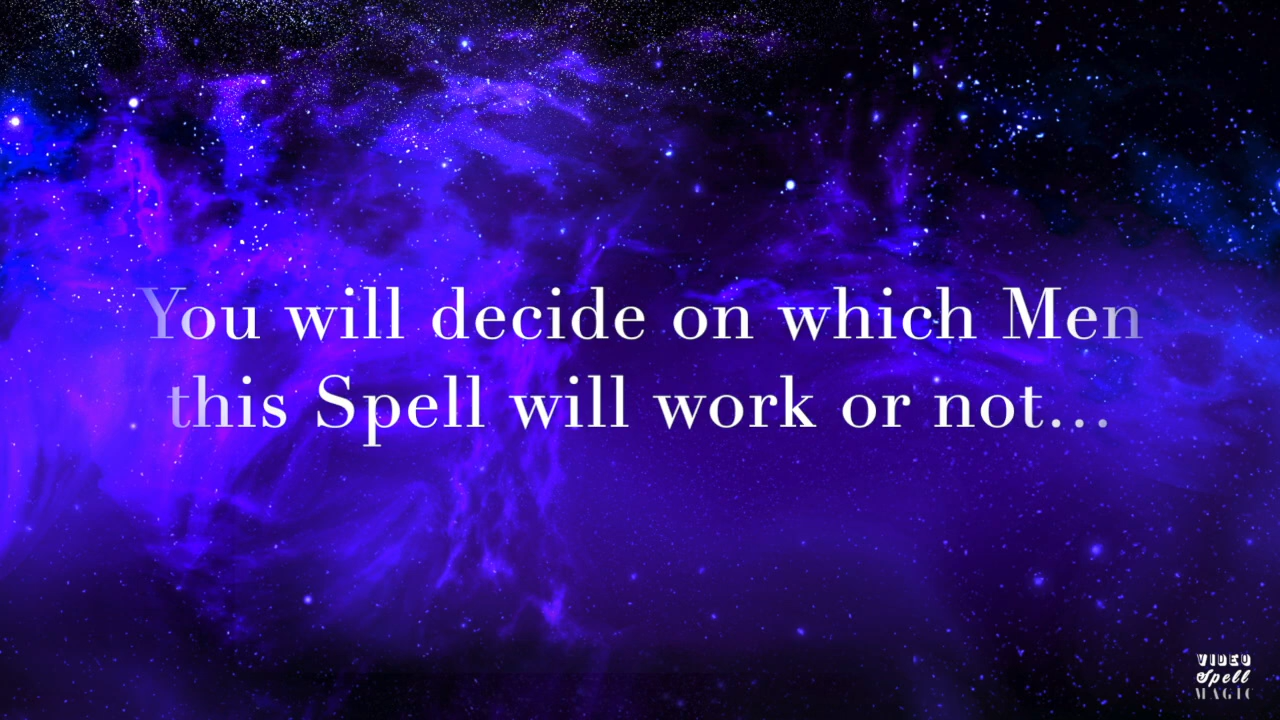 You will decide on which Men
this Spell will work or not...
VIDEO
Spell
MAGIC